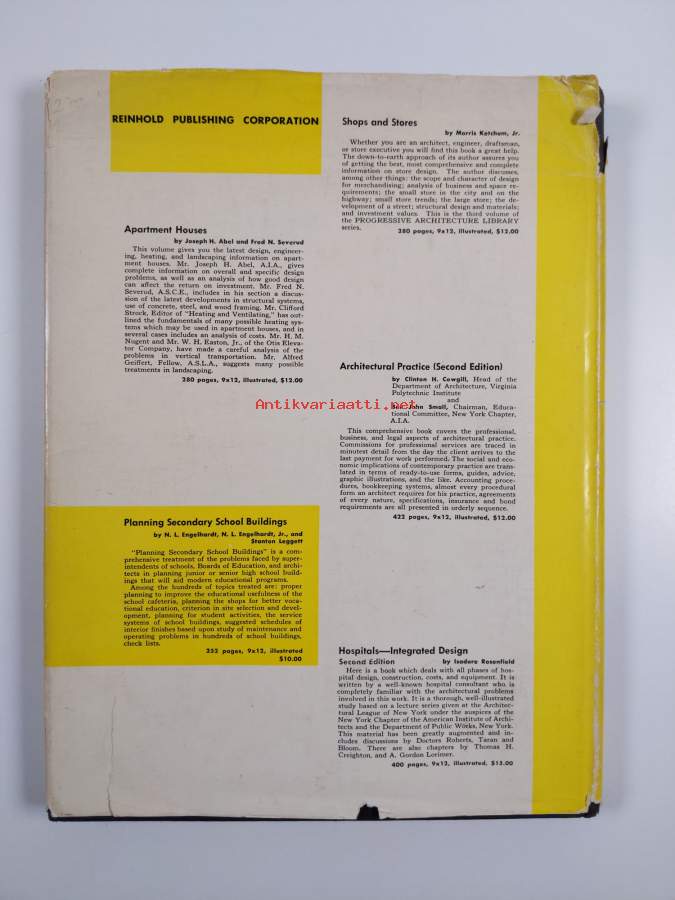 REINHOLD PUBLISHING CORPORATION
Apartment Houses
by Joseph H. Abel and Fred N. Severud
This volume gives you the latest design, engineer-
ing, heating, and landscaping information on apart-
ment houses. Mr. Joseph H. Abel, A.I.A., gives
complete information on overall and specific design
problems, as well as an analysis of how good design
can affect the return on investment. Mr. Fred N.
Severud, A.S.C.E., includes in his section a discus-
sion of the latest developments in structural systems,
use of concrete, steel, and wood framing. Mr. Clifford
Strock, Editor of "Heating and Ventilating," has out-
lined the fundamentals of many possible heating sys-
tems which may be used in apartment houses, and in
several cases includes an analysis of costs. Mr. H. M.
Nugent and Mr. W. H. Easton, Jr., of the Otis Eleva-
tor Company, have made a careful analysis of the
problems in vertical transportation. Mr. Alfred
Geiffert, Fellow, A.S.L.A., suggests many possible
treatments in landscaping.
280 pages, 9x12, illustrated, $12.00
Planning Secondary School Buildings
by N. L. Engelhardt, N. L. Engelhardt, Jr., and
Stanton Leggett
"Planning Secondary School Buildings" is a com-
prehensive treatment of the problems faced by super-
intendents of schools, Boards of Education, and archi-
tects in planning junior or senior high school build-
ings that will aid modern educational programs.
Among the hundreds of topics treated are: proper
planning to improve the educational usefulness of the
school cafeteria, planning the shops for better voca-
tional education, criterion in site selection and devel-
opment, planning for student activities, the service
systems of school buildings, suggested schedules of
interior finishes based upon study of maintenance and
operating problems in hundreds of school buildings,
check lists.
252 pages, 9x12, illustrated
$10.00
Shops and Stores
by Morris Ketchum, Jr.
Whether you are an architect, engineer, draftsman,
or store executive you will find this book a great help.
The down-to-earth approach of its author assures you
of getting the best, most comprehensive and complete
information on store design. The author discusses,
among other things: the scope and character of design
for merchandising; analysis of business and space re-
quirements; the small store in the city and on the
highway; small store trends; the large store; the de-
velopment of a street; structural design and materials;
and investment values. This is the third volume of
the PROGRESSIVE ARCHITECTURE LIBRARY
series.
280 pages, 9x12, illustrated, $12.00
Architectural Practice (Second Edition)
by Clinton H. Cowgill, Head of the
Department of Architecture, Virginia
Polytechnic Institute
and
Ben John Small, Chairman, Educa-
tional Committee, New York Chapter,
A.I.A.
This comprehensive book covers the professional,
business, and legal aspects of architectural practice.
Commissions for professional services are traced in
minutest detail from the day the client arrives to the
last payment for work performed. The social and eco-
nomic implications of contemporary practice are trans-
lated in terms of ready-to-use forms, guides, advice,
graphic illustrations, and the like. Accounting proce-
dures, bookkeeping systems, almost every procedural
form an architect requires for his practice, agreements
of every nature, specifications, insurance and bond
requirements are all presented in orderly sequence.
422 pages, 9x12, illustrated, $12.00
Hospitals—Integrated Design
Second Edition by Isadore Rosenfield
Here is a book which deals with all phases of hos-
pital design, construction, costs, and equipment. It is
written by a well-known hospital consultant who is
completely familiar with the architectural problems
involved in this work. It is a thorough, well-illustrated
study based on a lecture series given at the Architec-
tural League of New York under the auspices of the
New York Chapter of the American Institute of Archi-
tects and the Department of Public Works, New York.
This material has been greatly augmented and in-
cludes discussions by Doctors Roberts, Taran and
Bloom. There are also chapters by Thomas H.
Creighton, and A. Gordon Lorimer.
400 pages, 9x12, illustrated, $15.00
Antikvariaatti.net